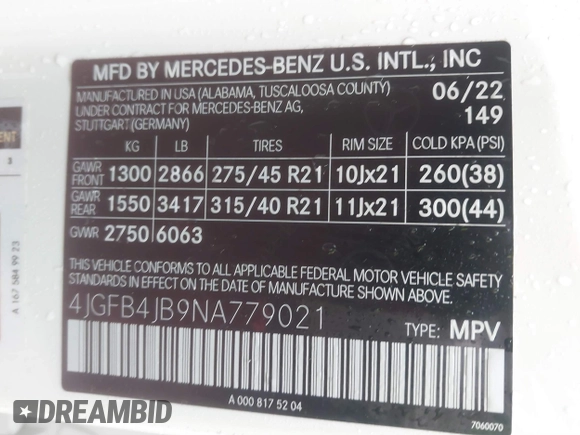 MFD BY MERCEDES-BENZ U.S. INTL., INC
MANUFACTURED IN USA (ALABAMA, TUSCALOOSA COUNTY) 06/22
UNDER CONTRACT FOR MERCEDES-BENZ AG, 149
STUTTGART (GERMANY)
KG LB TIRES RIM SIZE COLD KPA (PSI)
GAWR FRONT 1300 2866 275/45 R21 10Jx21 260(38)
GAWR REAR 1550 3417 315/40 R21 11Jx21 300(44)
GVWR 2750 6063
THIS VEHICLE CONFORMS TO ALL APPLICABLE FEDERAL MOTOR VEHICLE SAFETY
STANDARDS IN EFFECT ON THE DATE OF MANUFACTURE SHOWN ABOVE.
4JGFB4JB9NA779021
TYPE: MPV
A 000 817 52 04
7060070
3
A 167 584 99 23
DREAMBID